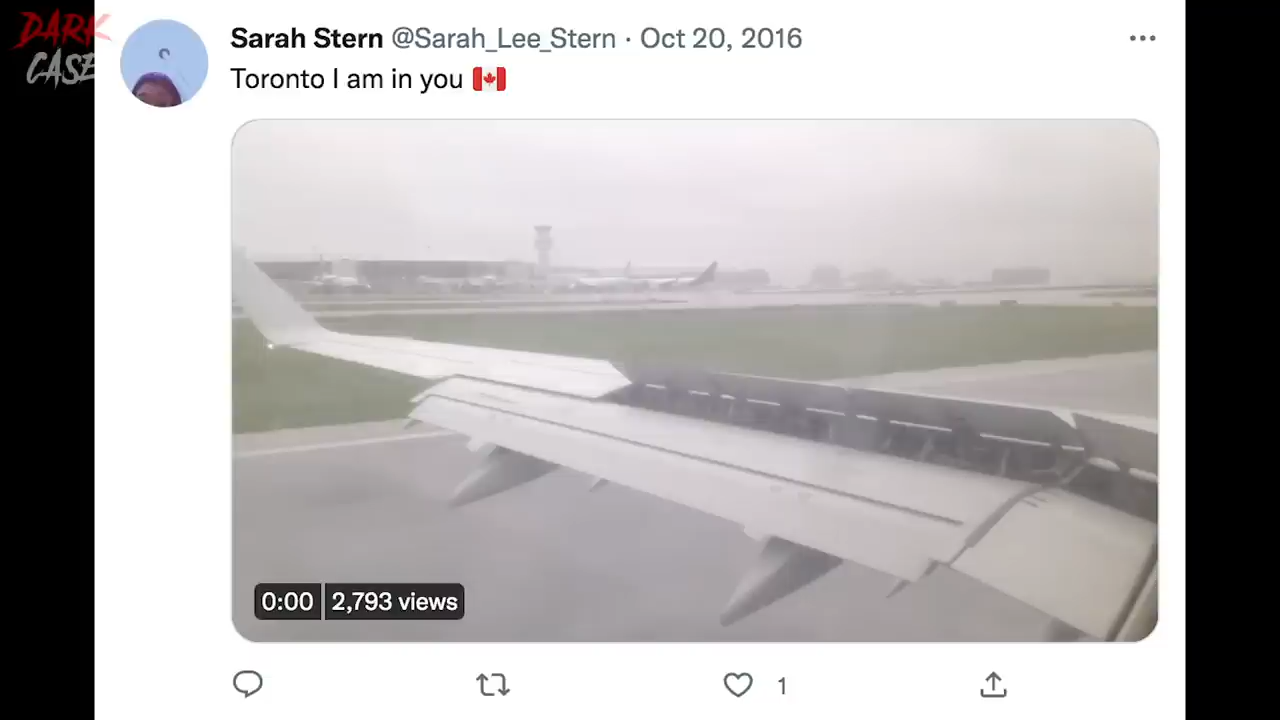 DARK
CASE
Sarah Stern @Sarah_Lee_Stern · Oct 20, 2016
Toronto I am in you 🇨🇦
0:00 2,793 views
1